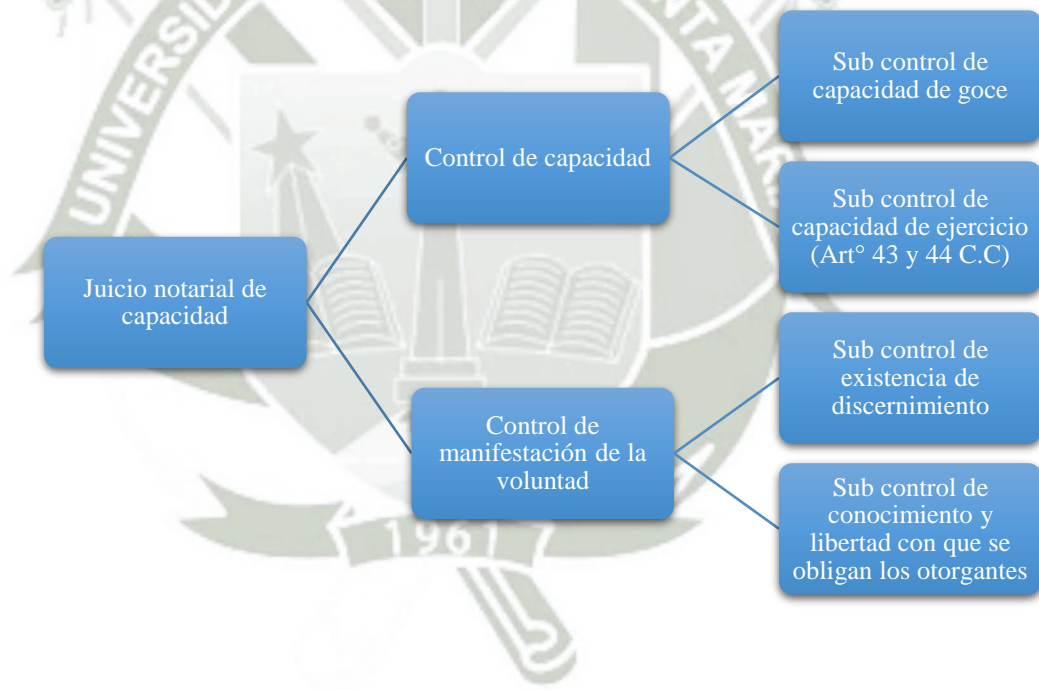 UNIVERSID
NTA MARÍA
Sub control de
capacidad de goce
Control de capacidad
Sub control de
capacidad de ejercicio
(Art° 43 y 44 C.C)
Juicio notarial de
capacidad
Sub control de
existencia de
discernimiento
Control de
manifestación de la
voluntad
Sub control de
conocimiento y
libertad con que se
obligan los otorgantes
1961